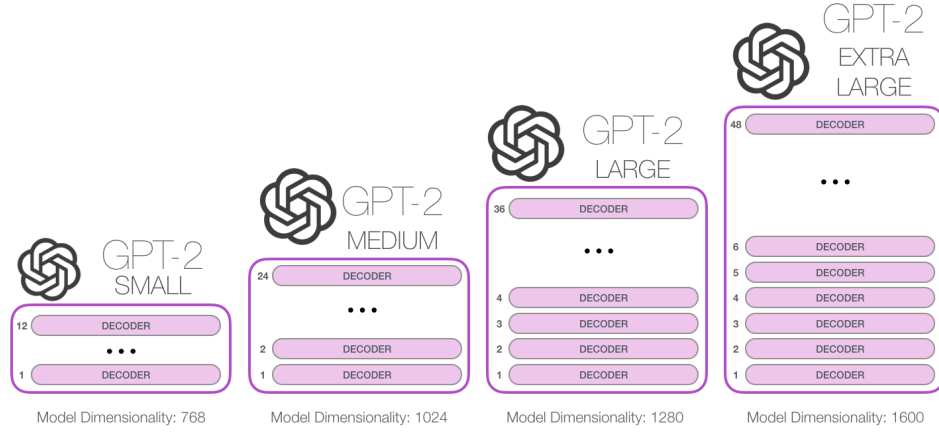 GPT-2
SMALL
12 DECODER
...
1 DECODER
Model Dimensionality: 768
GPT-2
MEDIUM
24 DECODER
...
2 DECODER
1 DECODER
Model Dimensionality: 1024
GPT-2
LARGE
36 DECODER
...
4 DECODER
3 DECODER
2 DECODER
1 DECODER
Model Dimensionality: 1280
GPT-2
EXTRA
LARGE
48 DECODER
...
6 DECODER
5 DECODER
4 DECODER
3 DECODER
2 DECODER
1 DECODER
Model Dimensionality: 1600